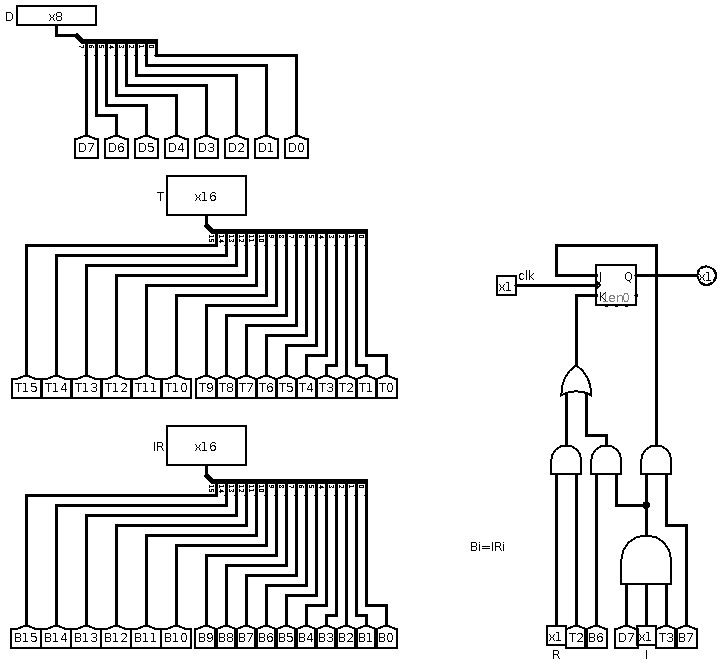 D x8
7 6 5 4 3 2 1 0
D7 D6 D5 D4 D3 D2 D1 D0
T x16
15 14 13 12 11 10 9 8 7 6 5 4 3 2 1 0
T15 T14 T13 T12 T11 T10 T9 T8 T7 T6 T5 T4 T3 T2 T1 T0
clk
x1
J Q
K en 0
x1
IR x16
15 14 13 12 11 10 9 8 7 6 5 4 3 2 1 0
Bi=IRi
B15 B14 B13 B12 B11 B10 B9 B8 B7 B6 B5 B4 B3 B2 B1 B0
x1 T2 B6 D7 x1 T3 B7
R I